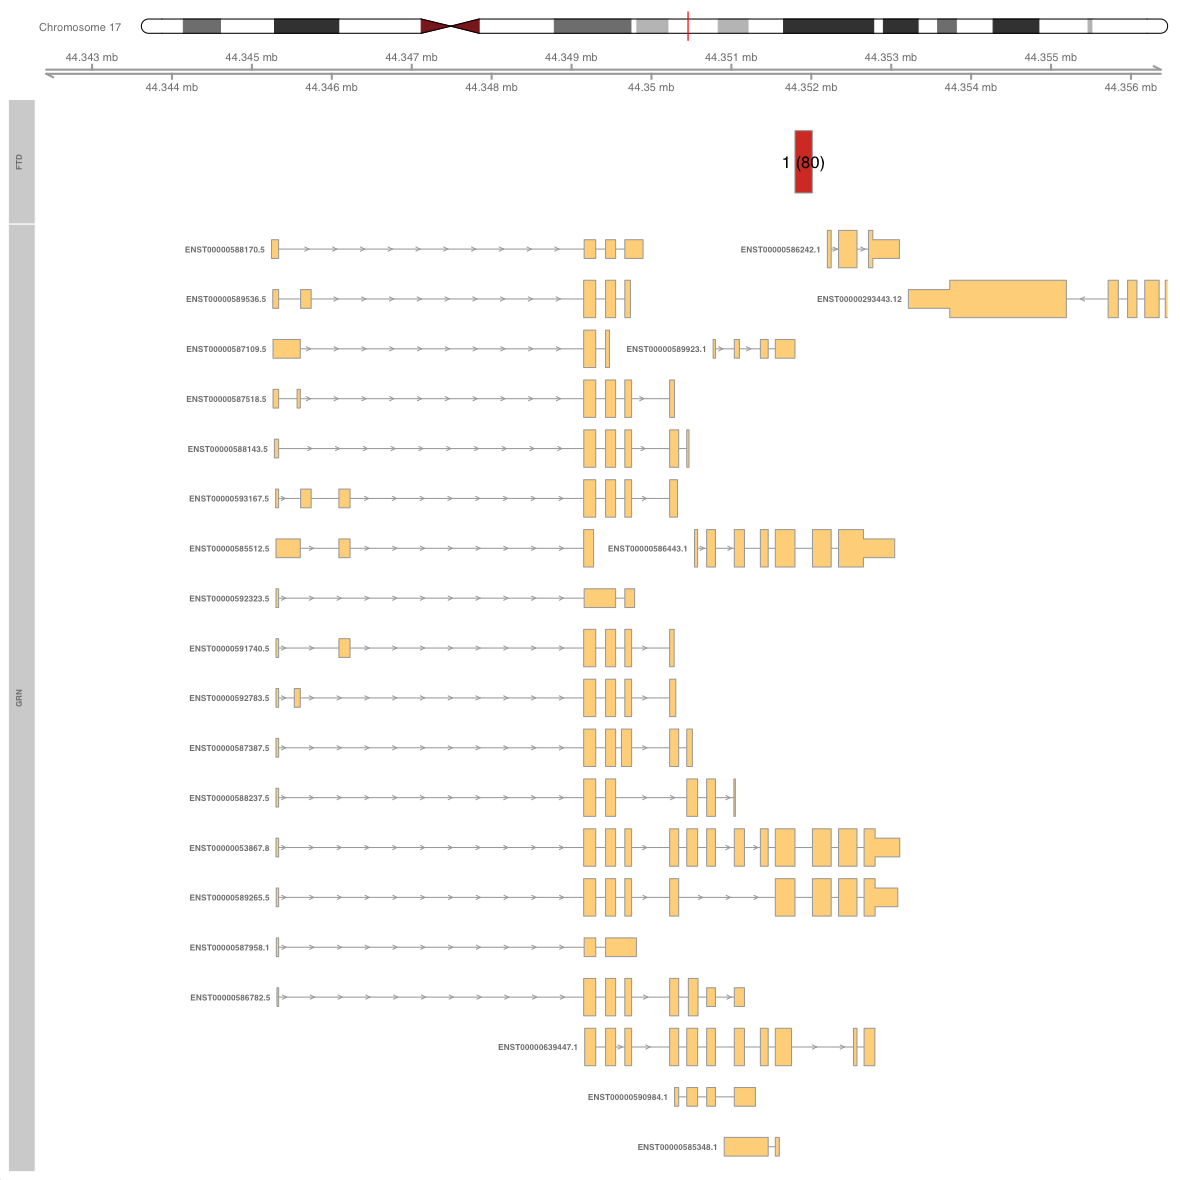 Chromosome 17
44.343 mb 44.345 mb 44.347 mb 44.349 mb 44.351 mb 44.353 mb 44.355 mb
44.344 mb 44.346 mb 44.348 mb 44.35 mb 44.352 mb 44.354 mb 44.356 mb
FTD
1 (80)
GRN
ENST00000588170.5 ENST00000586242.1
ENST00000589536.5 ENST00000293443.12
ENST00000587109.5 ENST00000589923.1
ENST00000587518.5
ENST00000588143.5
ENST00000593167.5
ENST00000585512.5 ENST00000586443.1
ENST00000592323.5
ENST00000591740.5
ENST00000592783.5
ENST00000587387.5
ENST00000588237.5
ENST00000053867.8
ENST00000589265.5
ENST00000587958.1
ENST00000586782.5
ENST00000639447.1
ENST00000590984.1
ENST00000585348.1